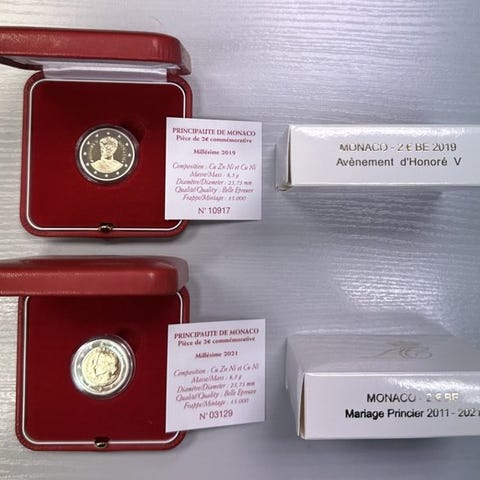 PRINCIPAUTE DE MONACO
Pièce de 2€ commémorative
Millésime 2019
Composition : Cu Zn Ni et Cu Ni
Masse/Mass : 8,5 g
Diamètre/Diameter : 25,75 mm
Qualité/Quality : Belle Epreuve
Frappe/Mintage : 15.000
N° 10917
MONACO - 2 € BE 2019
Avènement d'Honoré V
PRINCIPAUTE DE MONACO
Pièce de 2€ commémorative
Millésime 2021
Composition : Cu Zn Ni et Cu Ni
Masse/Mass : 8,5 g
Diamètre/Diameter : 25,75 mm
Qualité/Quality : Belle Epreuve
Frappe/Mintage : 15.000
N° 03129
MONACO - 2 € BE
Mariage Princier 2011 - 2021